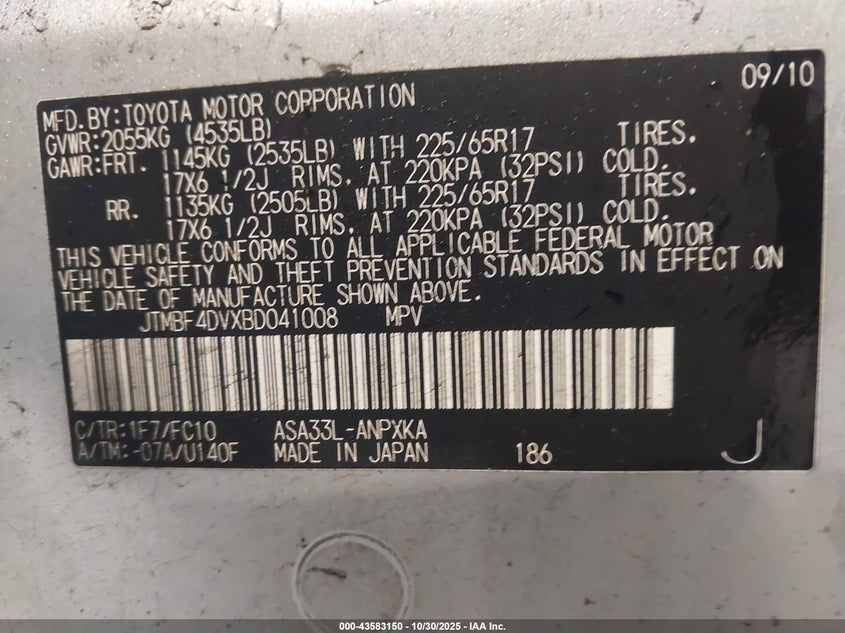 09/10
MFD. BY: TOYOTA MOTOR CORPORATION
GVWR: 2055KG (4535LB)
GAWR: FRT. 1145KG (2535LB) WITH 225/65R17 TIRES.
17X6 1/2J RIMS, AT 220KPA (32PSI) COLD.
RR. 1135KG (2505LB) WITH 225/65R17 TIRES.
17X6 1/2J RIMS, AT 220KPA (32PSI) COLD.
THIS VEHICLE CONFORMS TO ALL APPLICABLE FEDERAL MOTOR
VEHICLE SAFETY AND THEFT PREVENTION STANDARDS IN EFFECT ON
THE DATE OF MANUFACTURE SHOWN ABOVE.
JTMBF4DVXBD041008 MPV
C/TR: 1F7/FC10 ASA33L-ANPXKA
A/TM: -07A/U140F MADE IN JAPAN 186 J
000-43583150 - 10/30/2025 - IAA Inc.